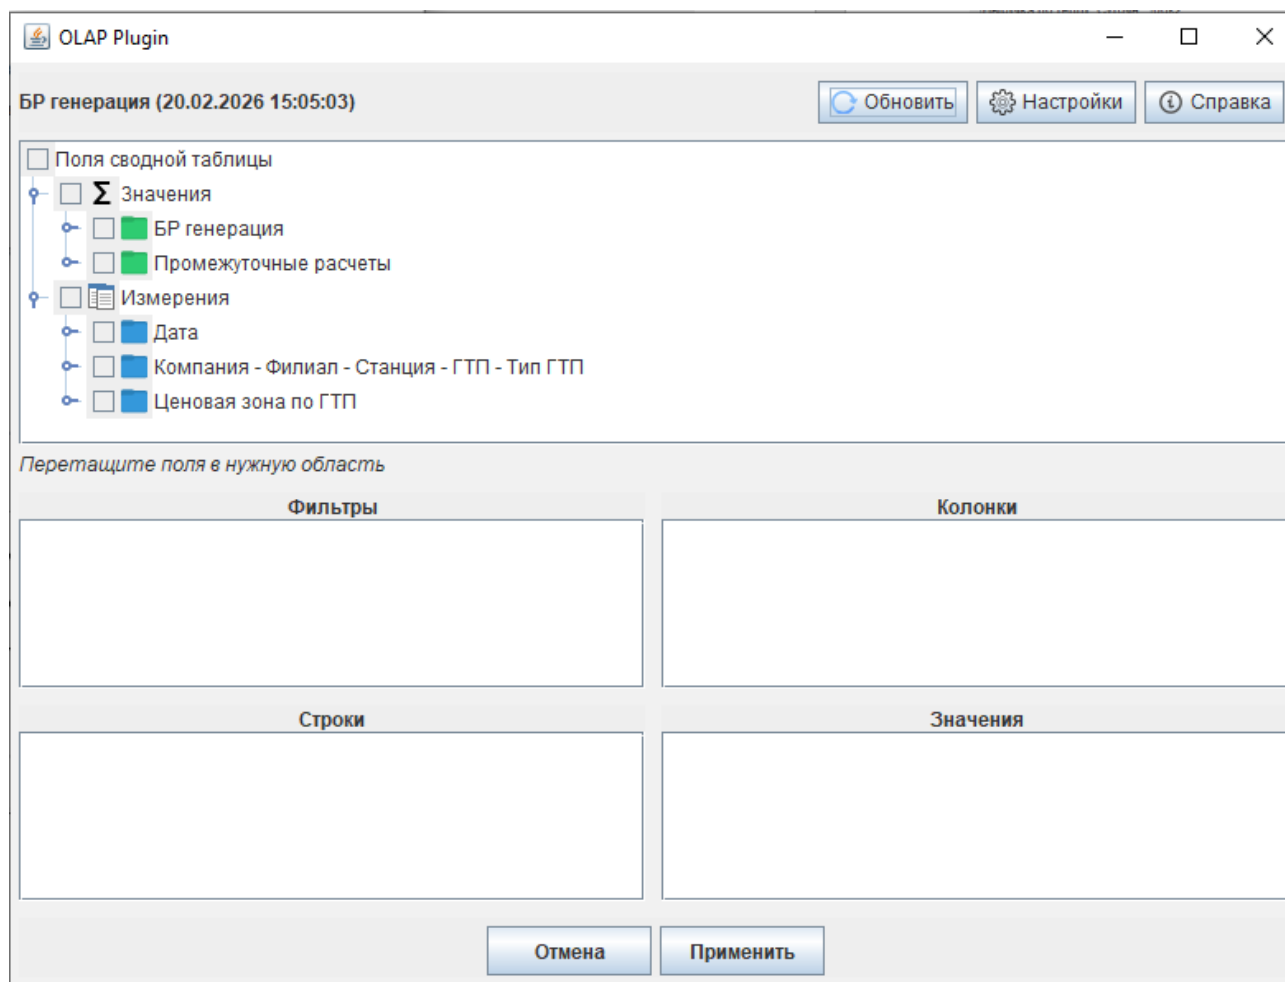 OLAP Plugin
БР генерация (20.02.2026 15:05:03)
Обновить
Настройки
Справка
Поля сводной таблицы
Σ Значения
БР генерация
Промежуточные расчеты
Измерения
Дата
Компания - Филиал - Станция - ГТП - Тип ГТП
Ценовая зона по ГТП
Перетащите поля в нужную область
Фильтры
Колонки
Строки
Значения
Отмена
Применить